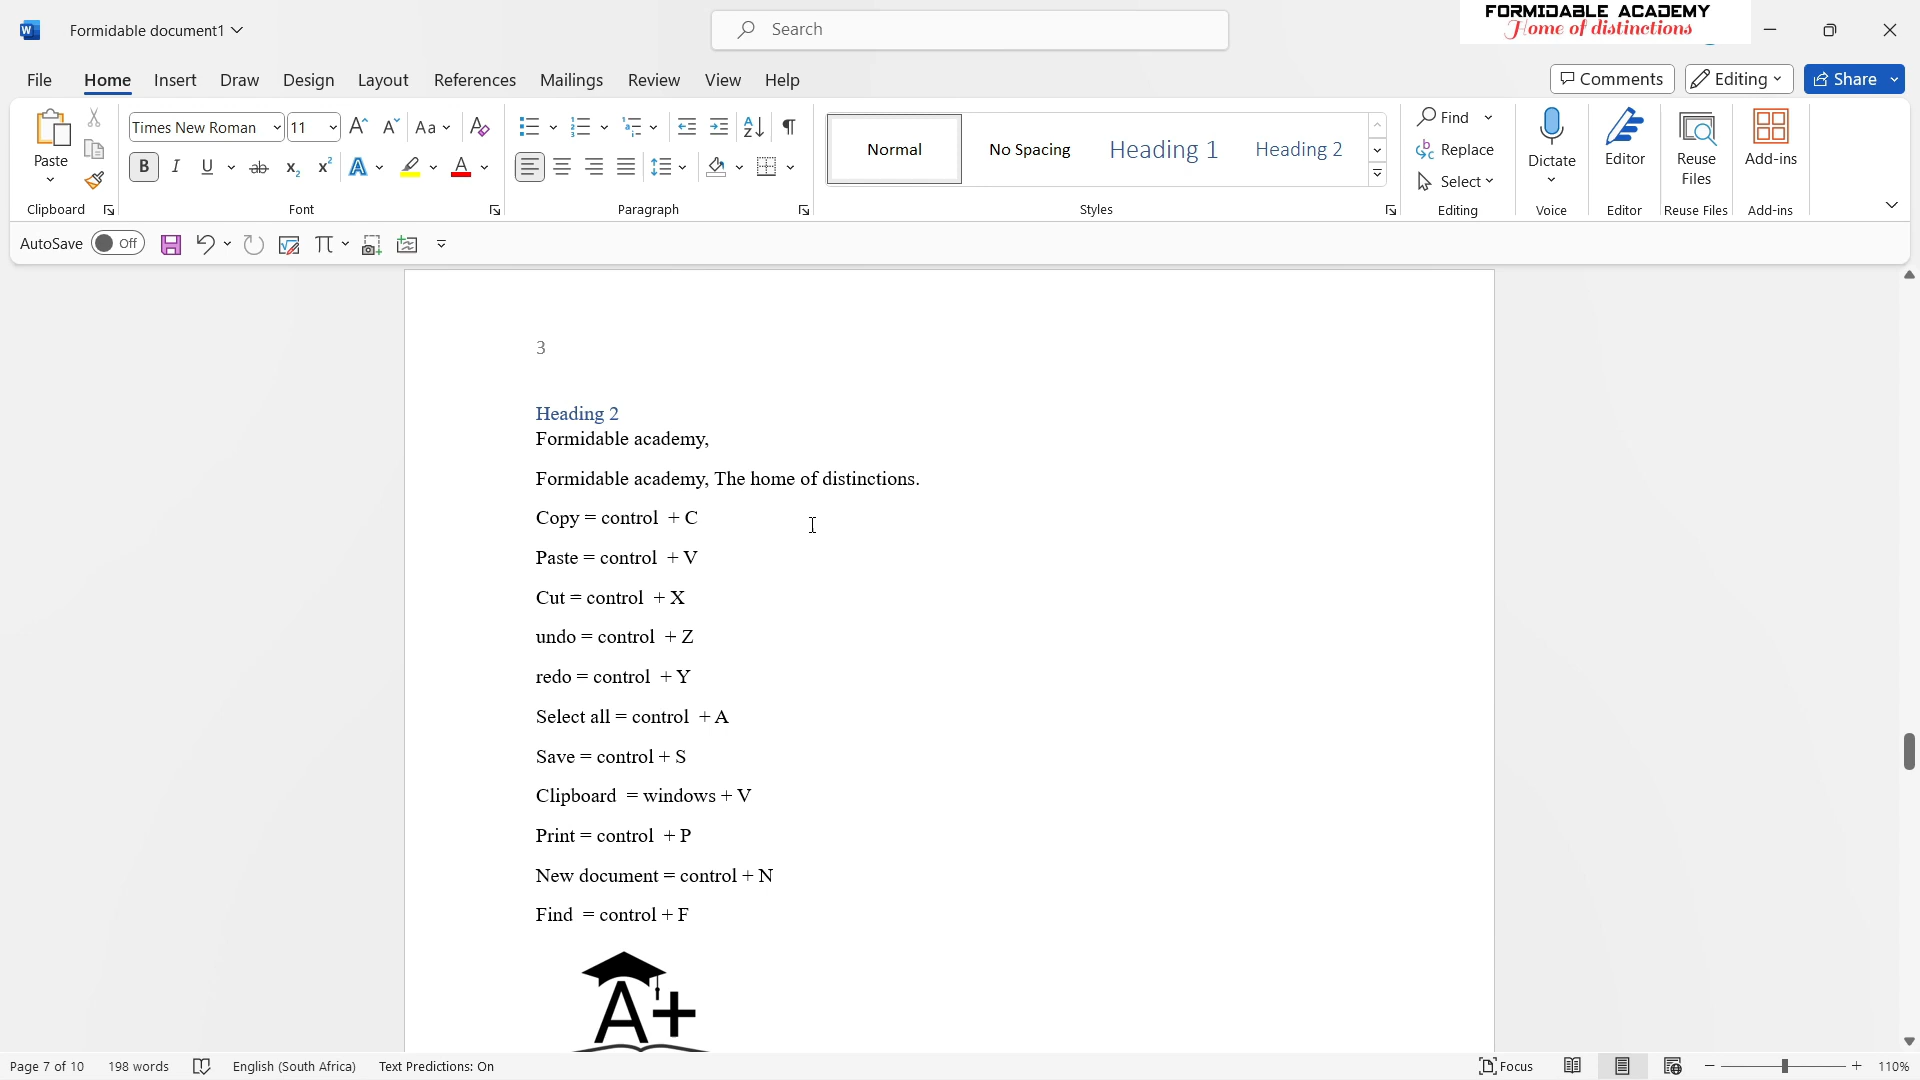 Formidable document1
Search
FORMIDABLE ACADEMY
Home of distinctions
File Home Insert Draw Design Layout References Mailings Review View Help
Comments Editing Share
Paste
Times New Roman 11
Aa
B I U ab x₂ x² A A
Normal No Spacing Heading 1 Heading 2
Find
Replace
Select
Dictate
Editor
Reuse Files
Add-ins
Clipboard Font Paragraph Styles Editing Voice Editor Reuse Files Add-ins
AutoSave Off
3
Heading 2
Formidable academy,
Formidable academy, The home of distinctions.
Copy = control + C
Paste = control + V
Cut = control + X
undo = control + Z
redo = control + Y
Select all = control + A
Save = control + S
Clipboard = windows + V
Print = control + P
New document = control + N
Find = control + F
A+
Page 7 of 10 198 words English (South Africa) Text Predictions: On Focus 110%